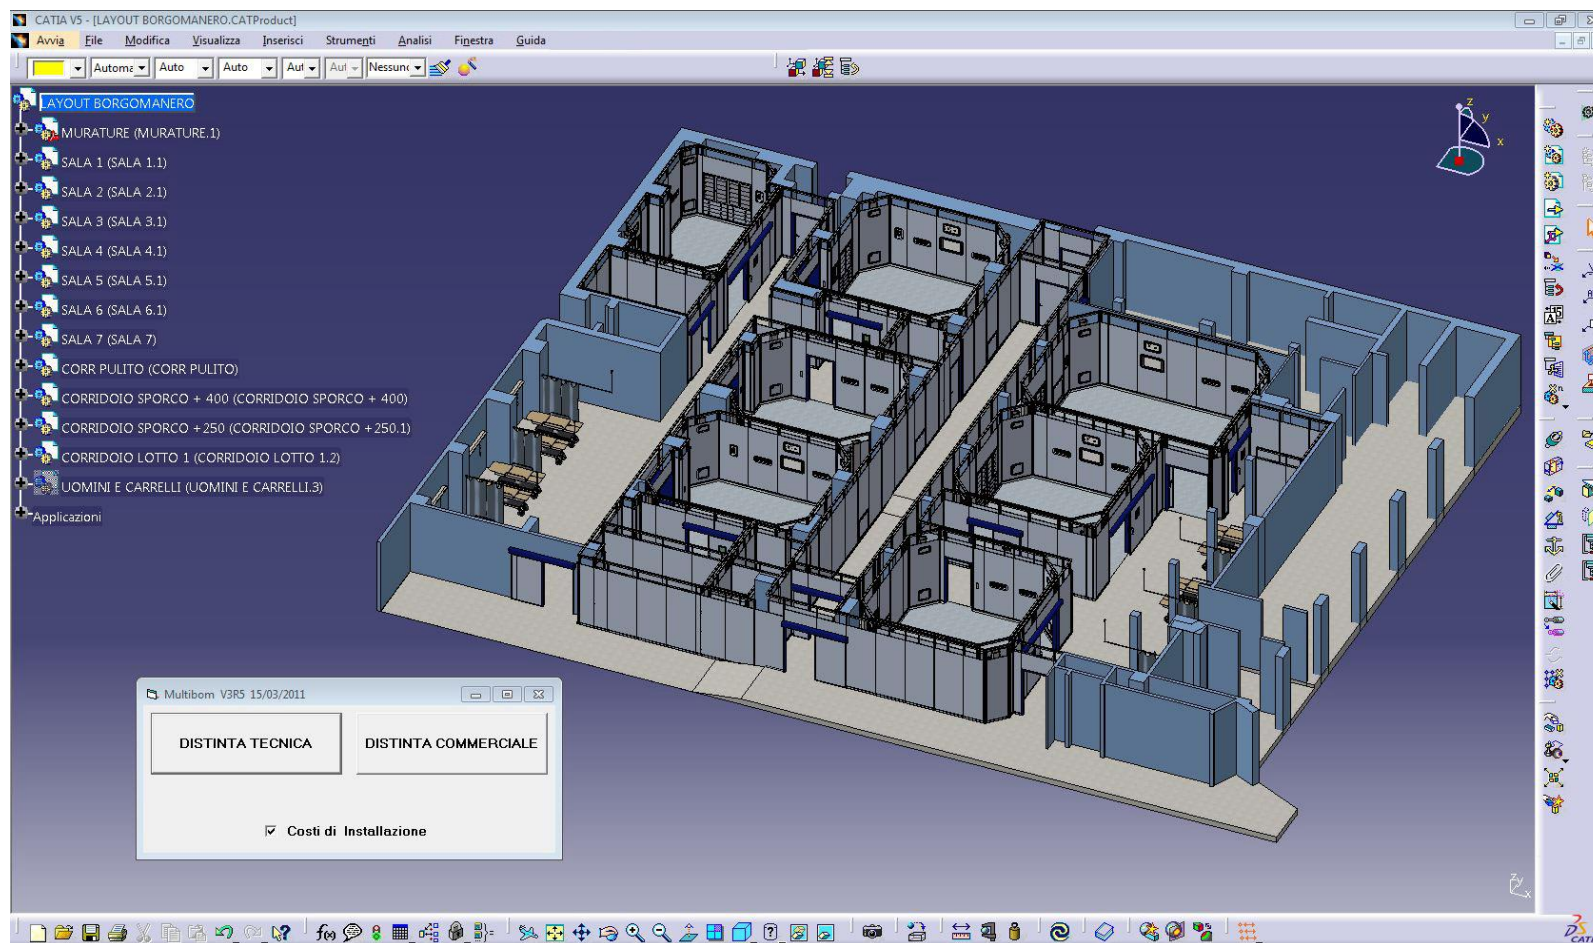 CATIA V5 - [LAYOUT BORGOMANERO.CATProduct]
Avvia File Modifica Visualizza Inserisci Strumenti Analisi Finestra Guida
Auto Auto
LAYOUT BORGOMANERO
MURATURE (MURATURE.1)
SALA 1 (SALA 1.1)
SALA 2 (SALA 2.1)
SALA 3 (SALA 3.1)
SALA 4 (SALA 4.1)
SALA 5 (SALA 5.1)
SALA 6 (SALA 6.1)
SALA 7 (SALA 7)
CORR PULITO (CORR PULITO)
CORRIDOIO SPORCO + 400 (CORRIDOIO SPORCO + 400)
CORRIDOIO SPORCO +250 (CORRIDOIO SPORCO +250.1)
CORRIDOIO LOTTO 1 (CORRIDOIO LOTTO 1.2)
UOMINI E CARRELLI (UOMINI E CARRELLI.3)
Applicazioni
z
y
x
Multibom V3R5 15/03/2011
DISTINTA TECNICA DISTINTA COMMERCIALE
Costi di Installazione
z y
x
f(x)